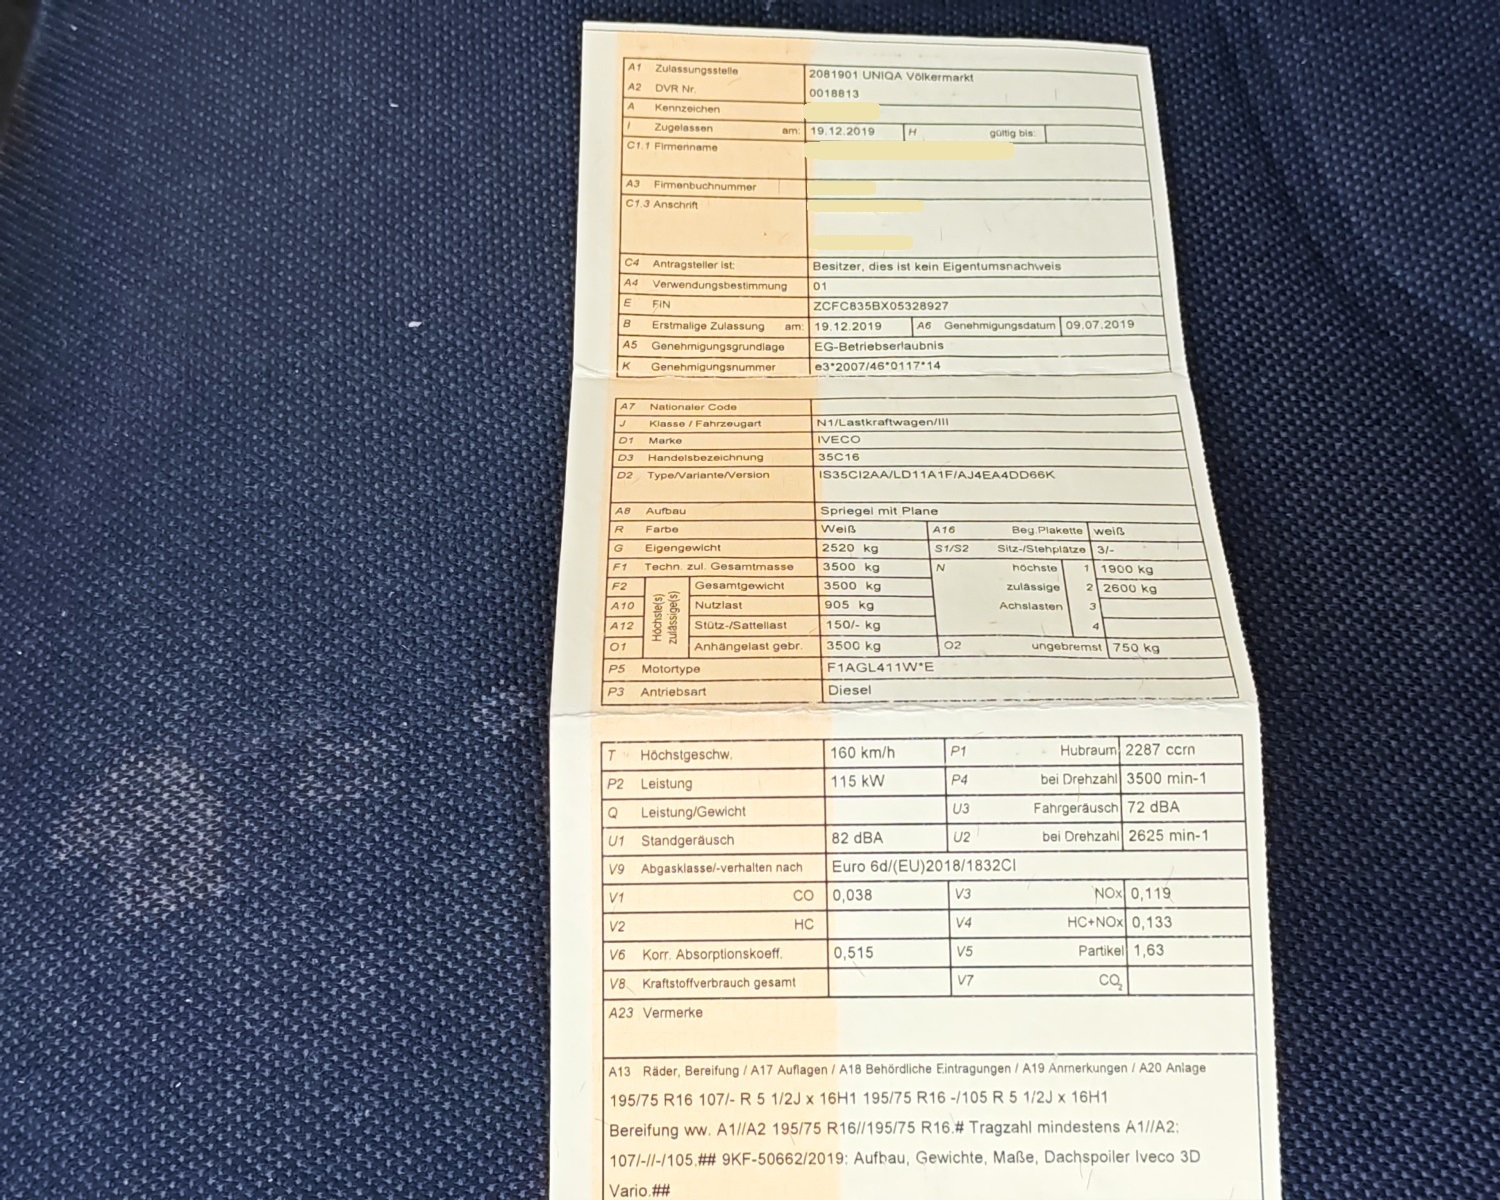 A1 Zulassungsstelle 2081901 UNIQA Völkermarkt
A2 DVR Nr. 0018813
A Kennzeichen
I Zugelassen am: 19.12.2019 H gültig bis:
C1.1 Firmenname
A3 Firmenbuchnummer
C1.3 Anschrift
C4 Antragsteller ist: Besitzer, dies ist kein Eigentumsnachweis
A4 Verwendungsbestimmung 01
E FIN ZCFC835BX05328927
B Erstmalige Zulassung am: 19.12.2019 A6 Genehmigungsdatum 09.07.2019
A5 Genehmigungsgrundlage EG-Betriebserlaubnis
K Genehmigungsnummer e3*2007/46*0117*14
A7 Nationaler Code
J Klasse / Fahrzeugart N1/Lastkraftwagen/III
D1 Marke IVECO
D3 Handelsbezeichnung 35C16
D2 Type/Variante/Version IS35CI2AA/LD11A1F/AJ4EA4DD66K
A8 Aufbau Spriegel mit Plane
R Farbe Weiß A16 Beg.Plakette weiß
G Eigengewicht 2520 kg S1/S2 Sitz-/Stehplätze 3/-
F1 Techn. zul. Gesamtmasse 3500 kg N höchste 1 1900 kg
F2 Höchste(s) zulässige(s) Gesamtgewicht 3500 kg zulässige 2 2600 kg
A10 Nutzlast 905 kg Achslasten 3
A12 Stütz-/Sattellast 150/- kg 4
O1 Anhängelast gebr. 3500 kg O2 ungebremst 750 kg
P5 Motortype F1AGL411W*E
P3 Antriebsart Diesel
T Höchstgeschw. 160 km/h P1 Hubraum 2287 ccm
P2 Leistung 115 kW P4 bei Drehzahl 3500 min-1
Q Leistung/Gewicht U3 Fahrgeräusch 72 dBA
U1 Standgeräusch 82 dBA U2 bei Drehzahl 2625 min-1
V9 Abgasklasse/-verhalten nach Euro 6d/(EU)2018/1832CI
V1 CO 0,038 V3 NOx 0,119
V2 HC V4 HC+NOx 0,133
V6 Korr. Absorptionskoeff. 0,515 V5 Partikel 1,63
V8 Kraftstoffverbrauch gesamt V7 CO2
A23 Vermerke
A13 Räder, Bereifung / A17 Auflagen / A18 Behördliche Eintragungen / A19 Anmerkungen / A20 Anlage
195/75 R16 107/- R 5 1/2J x 16H1 195/75 R16 -/105 R 5 1/2J x 16H1
Bereifung ww. A1//A2 195/75 R16//195/75 R16.# Tragzahl mindestens A1//A2:
107/-//-/105.## 9KF-50662/2019: Aufbau, Gewichte, Maße, Dachspoiler Iveco 3D
Vario.##